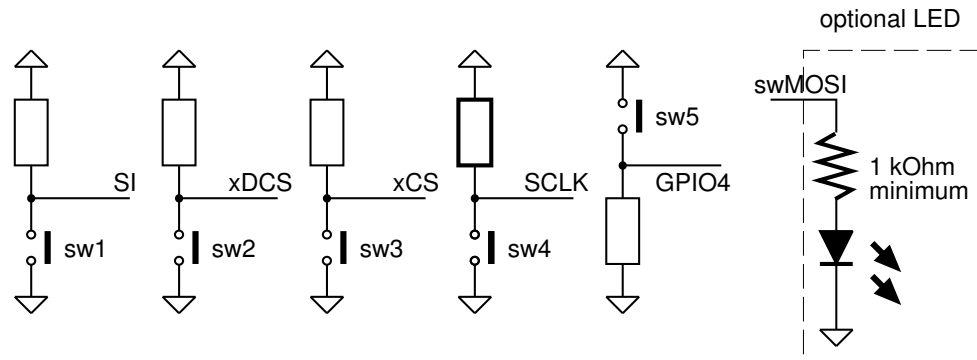 optional LED
swMOSI
sw5
SI
xDCS
xCS
SCLK
GPIO4
1 kOhm
minimum
sw1
sw2
sw3
sw4